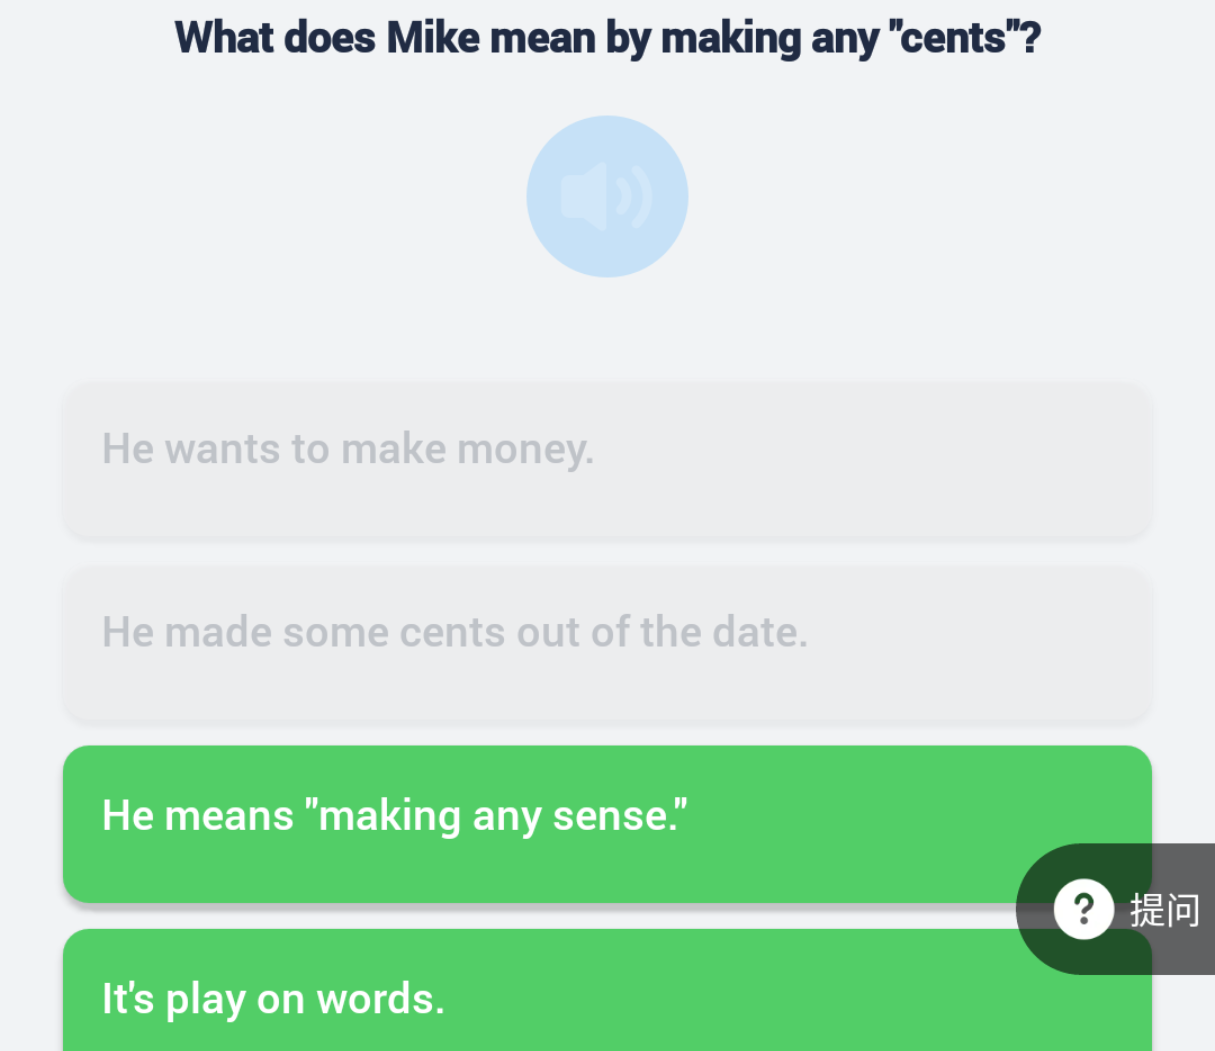 What does Mike mean by making any "cents"?
He wants to make money.
He made some cents out of the date.
He means "making any sense."
? 提问
It's play on words.